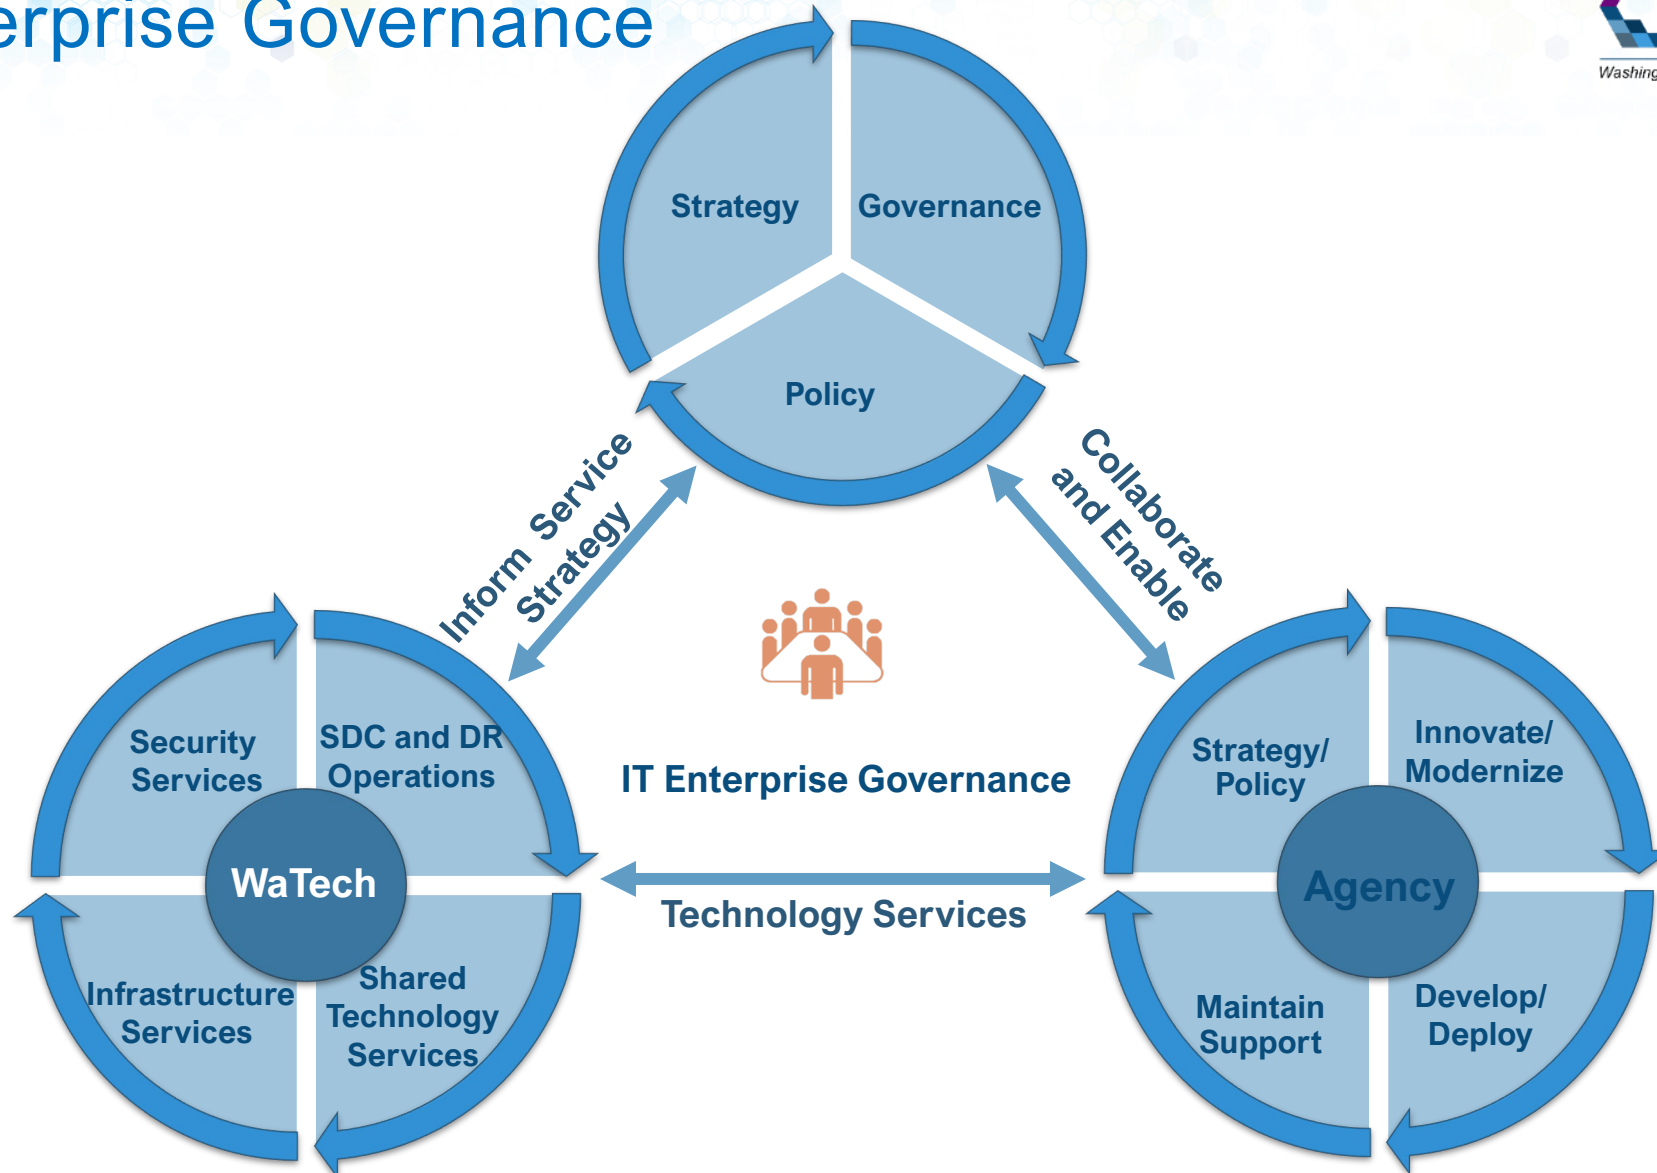 erprise Governance
Washing
Strategy
Governance
Policy
Inform Service
Strategy
Collaborate
and Enable
Security
Services
SDC and DR
Operations
WaTech
Infrastructure
Services
Shared
Technology
Services
IT Enterprise Governance
Technology Services
Strategy/
Policy
Innovate/
Modernize
Agency
Maintain
Support
Develop/
Deploy